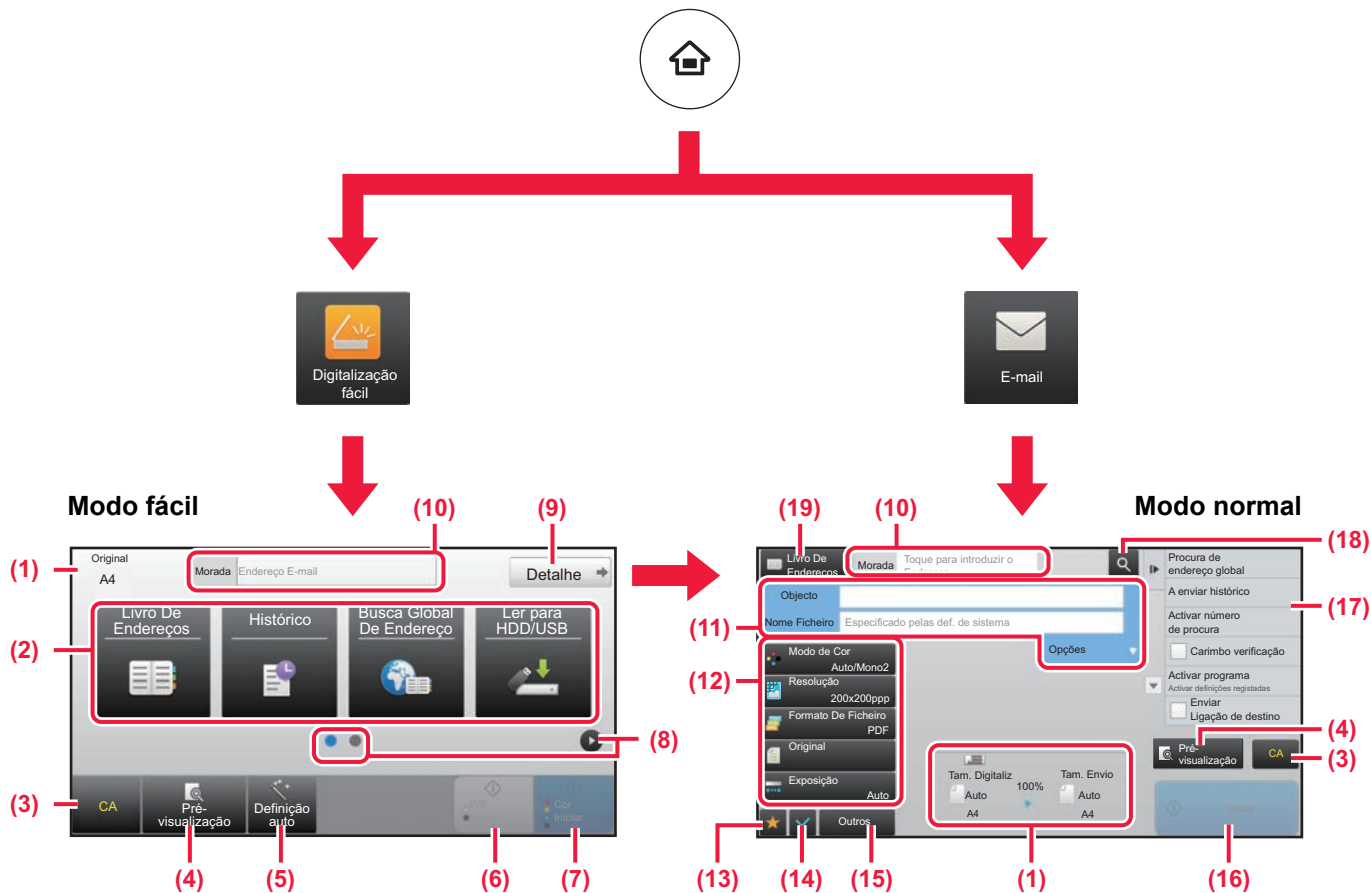 Digitalização
fácil
E-mail
Modo fácil
Modo normal
(10)
(9)
(19)
(10)
(18)
(1)
Original
A4
Morada
Endereço E-mail
Detalhe
(2)
Livro De
Endereços
Histórico
Busca Global
De Endereço
Ler para
HDD/USB
(8)
(3)
CA
Pré-
visualização
Definição
auto
P/B
Cor
Iniciar
(4)
(5)
(6)
(7)
Livro De
Endereços
Morada
Toque para introduzir o
Procura de
endereço global
A enviar histórico
(17)
Activar número
de procura
Carimbo verificação
Activar programa
Activar definições registadas
Enviar
Ligação de destino
(11)
Objecto
Nome Ficheiro
Especificado pelas def. de sistema
Opções
(12)
Modo de Cor
Auto/Mono2
Resolução
200x200ppp
Formato De Ficheiro
PDF
Original
Exposição
Auto
(4)
Pré-
visualização
CA
(3)
Tam. Digitaliz
Auto
A4
100%
Tam. Envio
Auto
A4
Outros
(13)
(14)
(15)
(1)
(16)